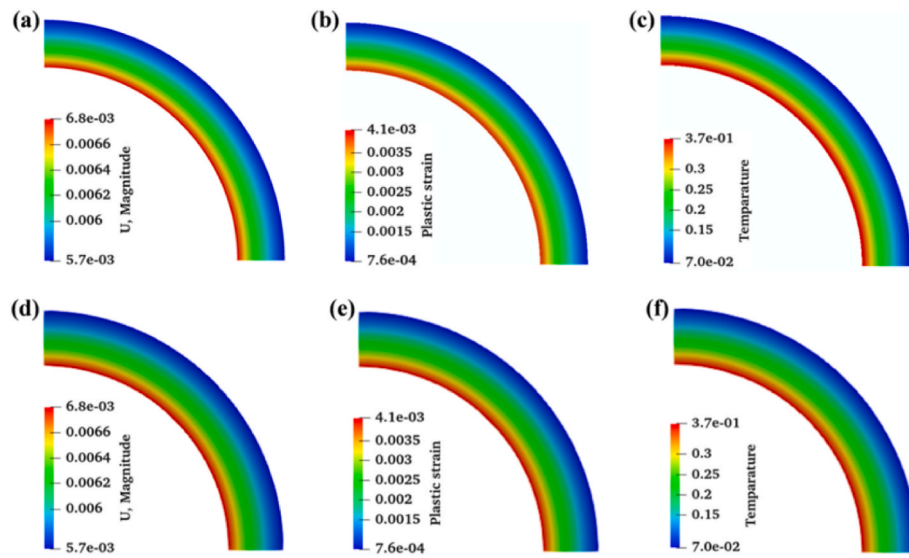 (a)
6.8e-03
0.0066
0.0064
0.0062
0.006
5.7e-03
U, Magnitude
(b)
4.1e-03
0.0035
0.003
0.0025
0.002
0.0015
7.6e-04
Plastic strain
(c)
3.7e-01
0.3
0.25
0.2
0.15
7.0e-02
Temparature
(d)
6.8e-03
0.0066
0.0064
0.0062
0.006
5.7e-03
U, Magnitude
(e)
4.1e-03
0.0035
0.003
0.0025
0.002
0.0015
7.6e-04
Plastic strain
(f)
3.7e-01
0.3
0.25
0.2
0.15
7.0e-02
Temparature